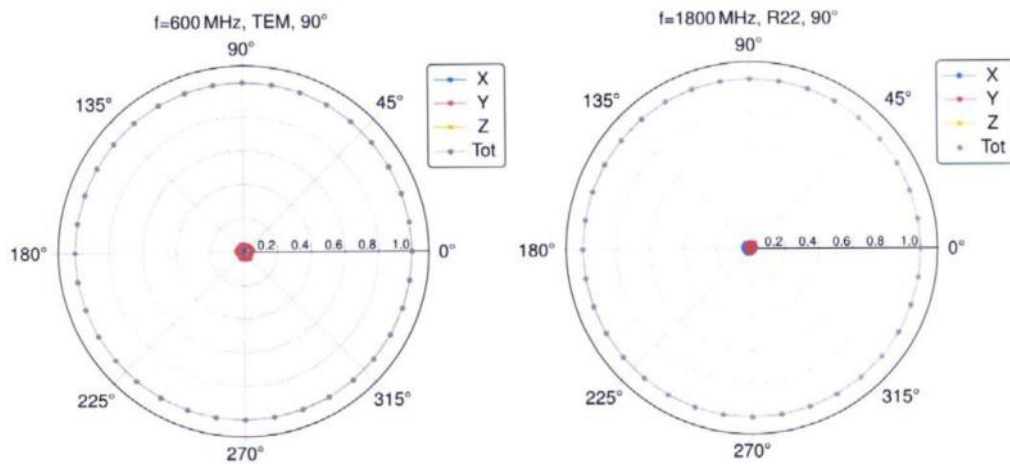 f=600 MHz, TEM, 90°
90°
135°
45°
180°
0.2 0.4 0.6 0.8 1.0
0°
225°
315°
270°
X
Y
Z
Tot
f=1800 MHz, R22, 90°
90°
135°
45°
180°
0.2 0.4 0.6 0.8 1.0
0°
225°
315°
270°
X
Y
Z
Tot